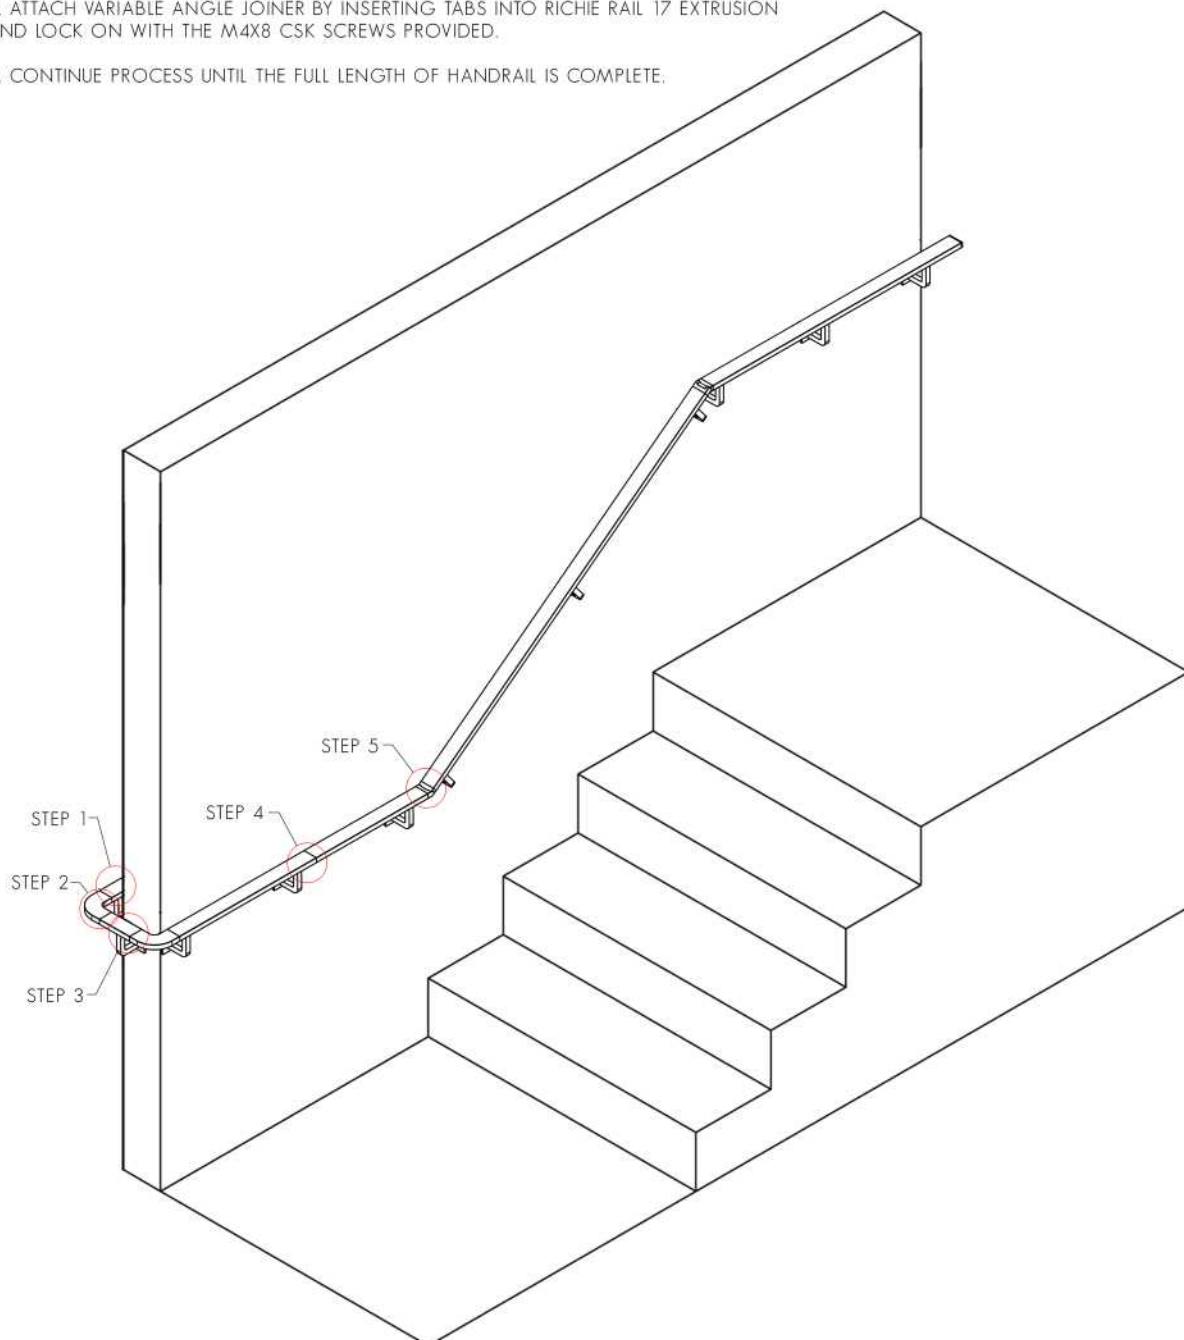 . ATTACH VARIABLE ANGLE JOINER BY INSERTING TABS INTO RICHIE RAIL 17 EXTRUSION
ND LOCK ON WITH THE M4X8 CSK SCREWS PROVIDED.
. CONTINUE PROCESS UNTIL THE FULL LENGTH OF HANDRAIL IS COMPLETE.
STEP 5
STEP 4
STEP 1
STEP 2
STEP 3